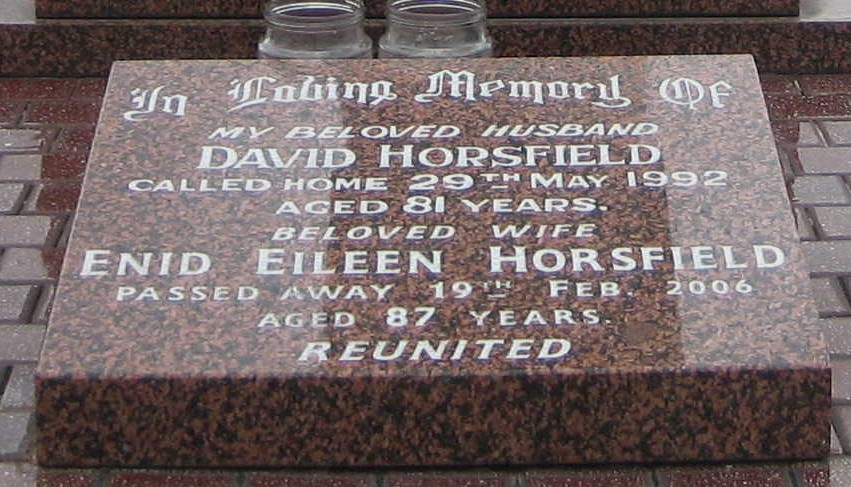 In Loving Memory Of
MY BELOVED HUSBAND
DAVID HORSFIELD
CALLED HOME 29TH MAY 1992
AGED 81 YEARS.
BELOVED WIFE
ENID EILEEN HORSFIELD
PASSED AWAY 19TH FEB. 2006
AGED 87 YEARS.
REUNITED